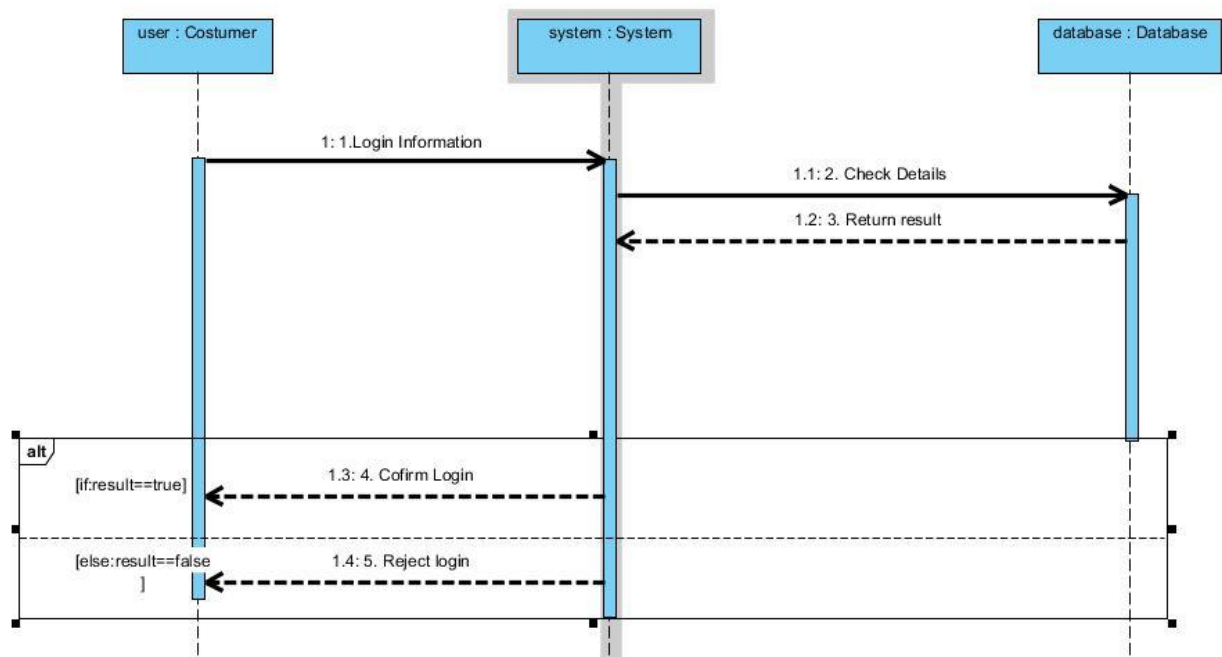 user : Costumer
system : System
database : Database
1: 1.Login Information
1.1: 2. Check Details
1.2: 3. Return result
alt
[if:result==true]
1.3: 4. Cofirm Login
[else:result==false
]
1.4: 5. Reject login